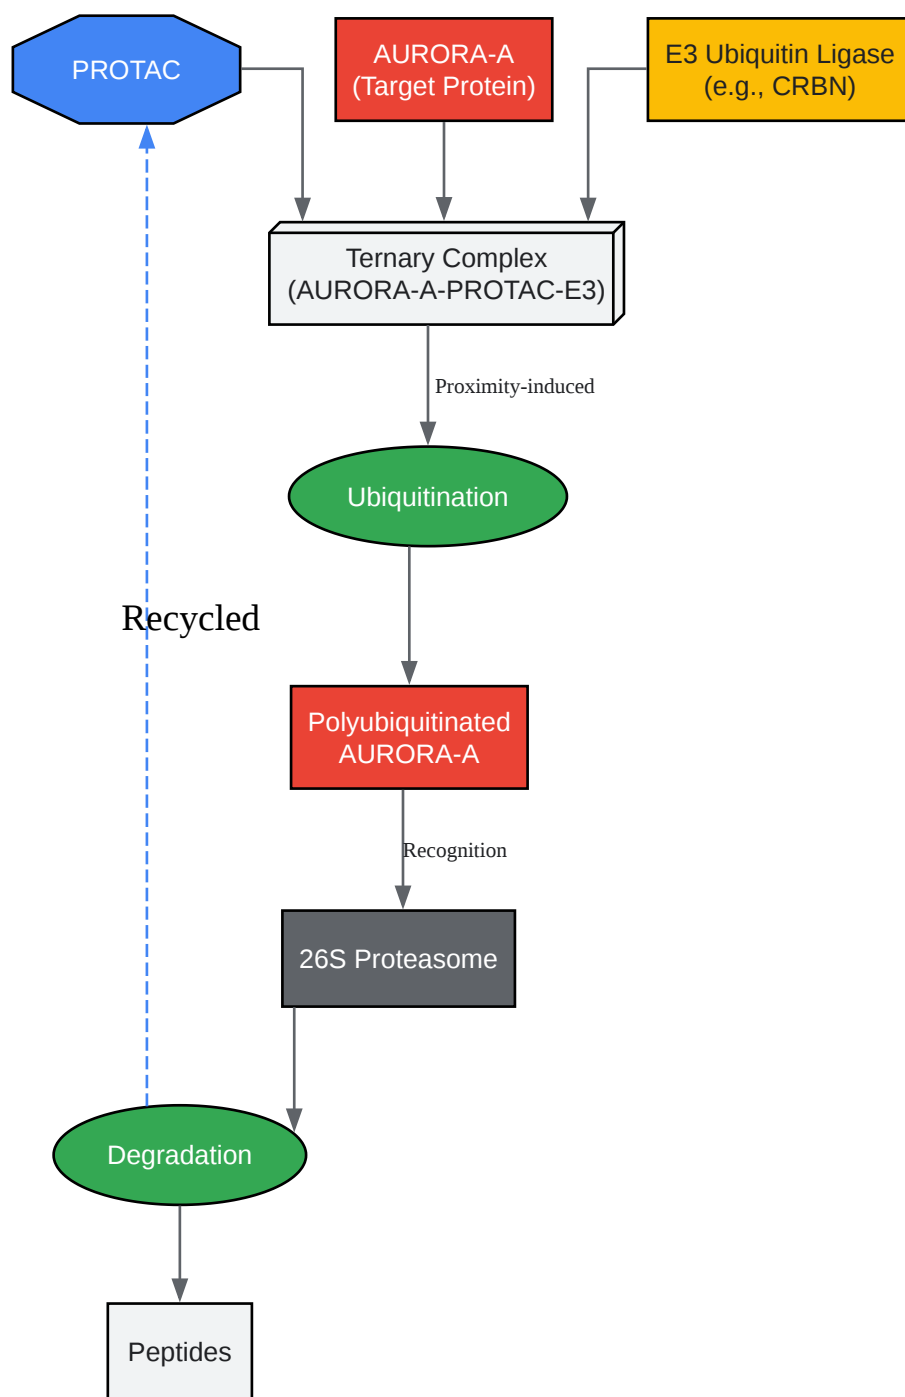 PROTAC
AURORA-A
(Target Protein)
E3 Ubiquitin Ligase
(e.g., CRBN)
Ternary Complex
(AURORA-A-PROTAC-E3)
Proximity-induced
Ubiquitination
Recycled
Polyubiquitinated
AURORA-A
Recognition
26S Proteasome
Degradation
Peptides